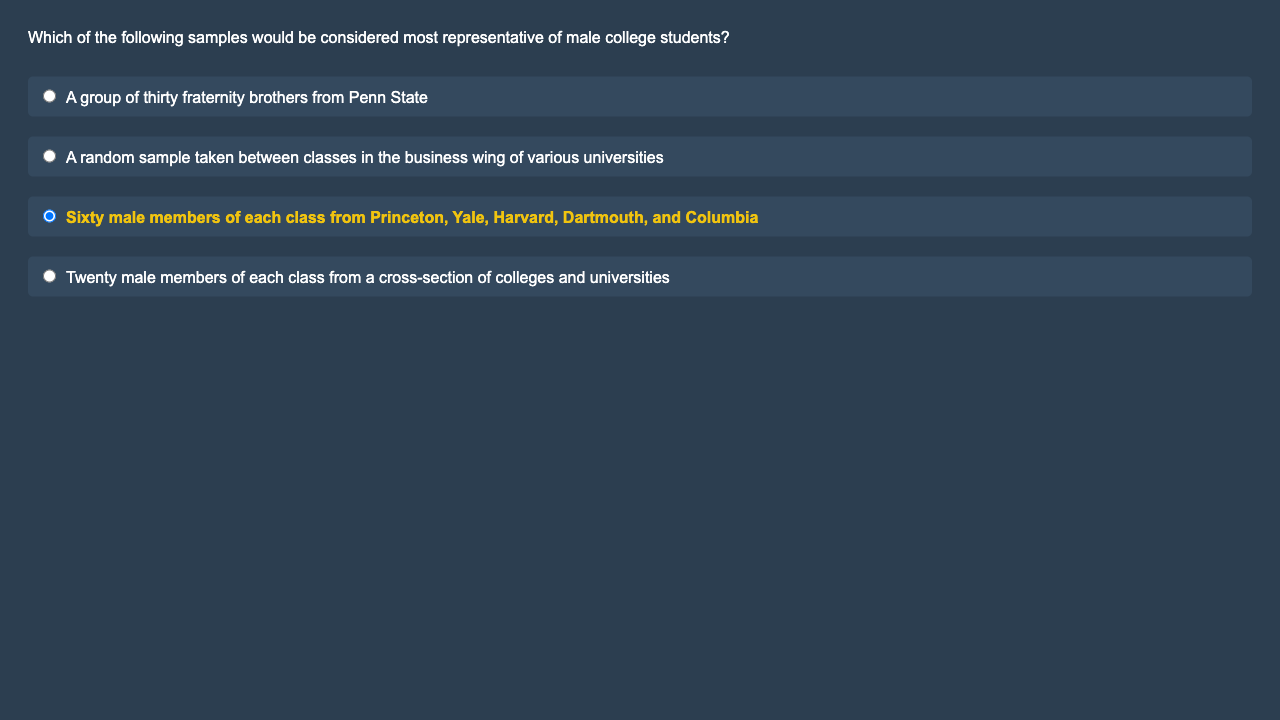 Which of the following samples would be considered most representative of male college students?
A group of thirty fraternity brothers from Penn State
A random sample taken between classes in the business wing of various universities
Sixty male members of each class from Princeton, Yale, Harvard, Dartmouth, and Columbia
Twenty male members of each class from a cross-section of colleges and universities